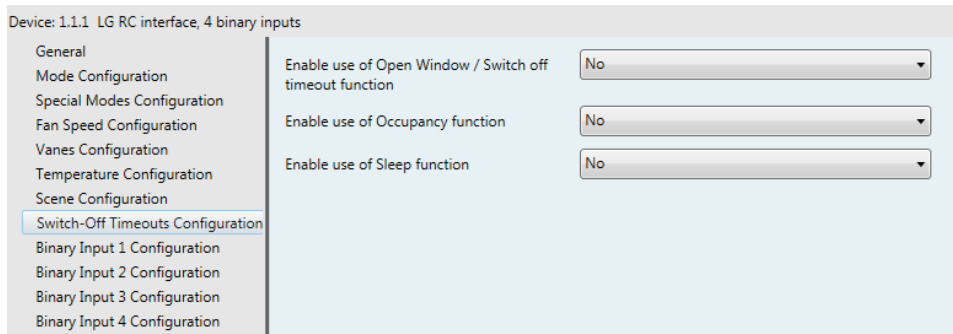 Device: 1.1.1 LG RC interface, 4 binary inputs
General
Mode Configuration
Special Modes Configuration
Fan Speed Configuration
Vanes Configuration
Temperature Configuration
Scene Configuration
Switch-Off Timeouts Configuration
Binary Input 1 Configuration
Binary Input 2 Configuration
Binary Input 3 Configuration
Binary Input 4 Configuration
Enable use of Open Window / Switch off
timeout function
No
Enable use of Occupancy function
No
Enable use of Sleep function
No